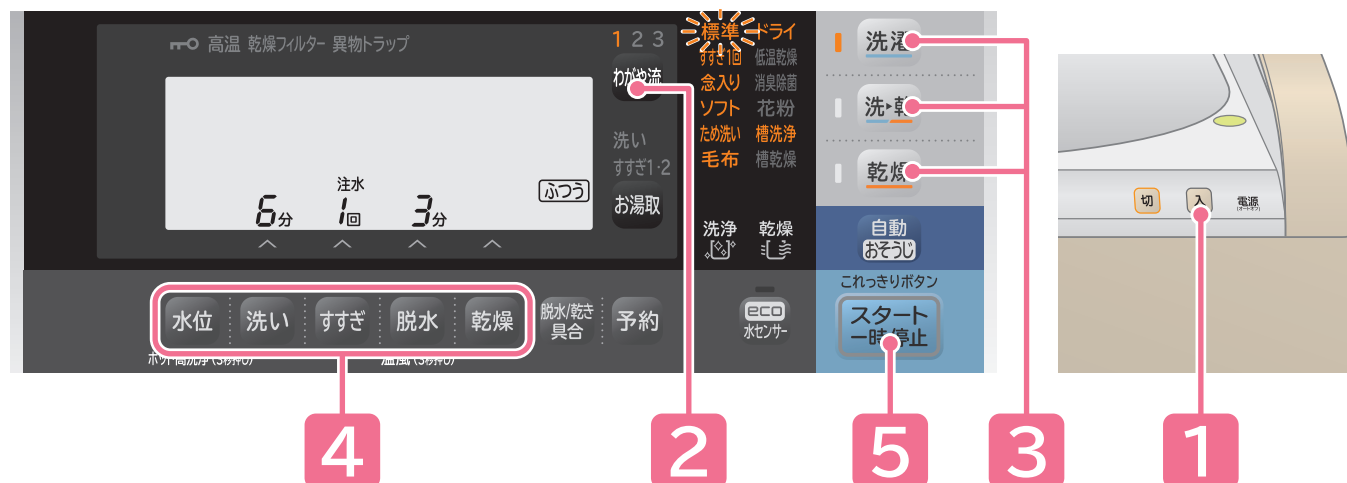 高温 乾燥フィルター 異物トラップ
1 2 3
わがや流
洗い
すすぎ1・2
お湯取
6分
注水
1回
3分
ふつう
標準 ドライ
すすぎ1回 低温乾燥
念入り 消臭除菌
ソフト 花粉
ため洗い 槽洗浄
毛布 槽乾燥
洗浄 乾燥
洗濯
洗▸乾
乾燥
自動
おそうじ
これっきりボタン
スタート
一時停止
水位 洗い すすぎ 脱水 乾燥
脱水/乾き
具合
予約
eco
水センサー
切 入 電源
4 2 5 3 1